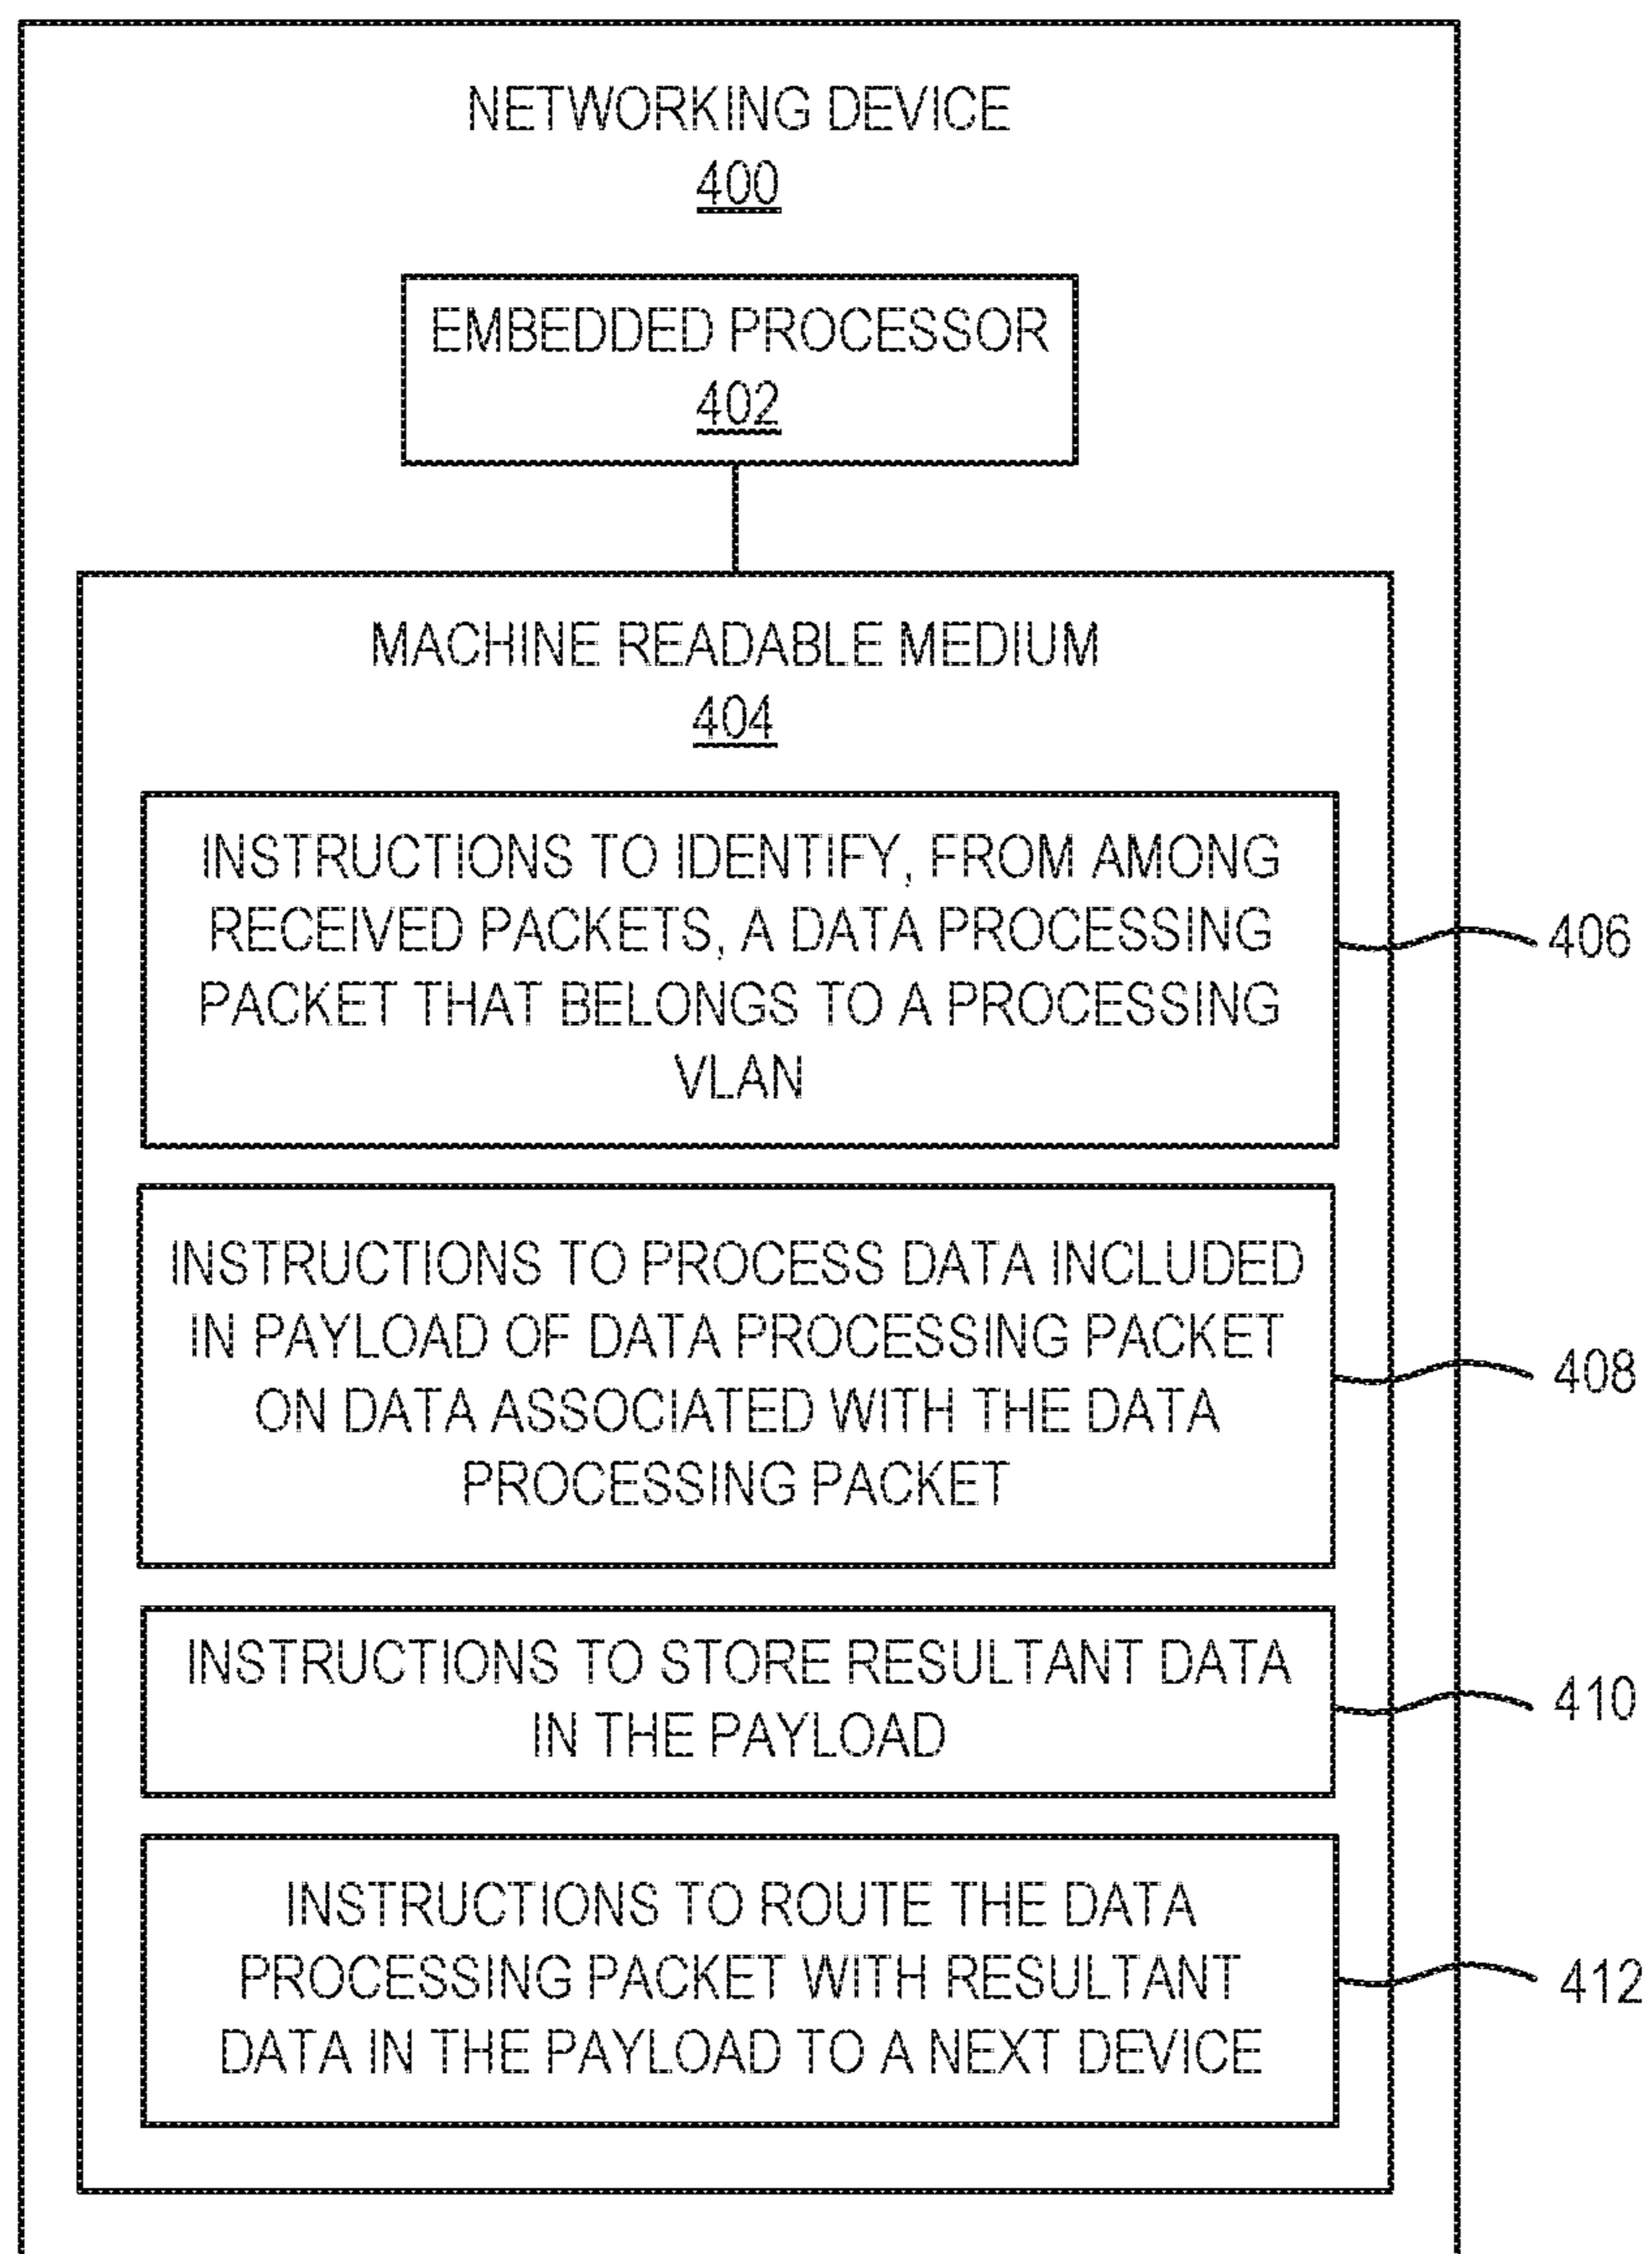 NETWORKING DEVICE
400
EMBEDDED PROCESSOR
402
MACHINE READABLE MEDIUM
404
INSTRUCTIONS TO IDENTIFY, FROM AMONG
RECEIVED PACKETS, A DATA PROCESSING
PACKET THAT BELONGS TO A PROCESSING
VLAN
406
INSTRUCTIONS TO PROCESS DATA INCLUDED
IN PAYLOAD OF DATA PROCESSING PACKET
ON DATA ASSOCIATED WITH THE DATA
PROCESSING PACKET
408
INSTRUCTIONS TO STORE RESULTANT DATA
IN THE PAYLOAD
410
INSTRUCTIONS TO ROUTE THE DATA
PROCESSING PACKET WITH RESULTANT
DATA IN THE PAYLOAD TO A NEXT DEVICE
412